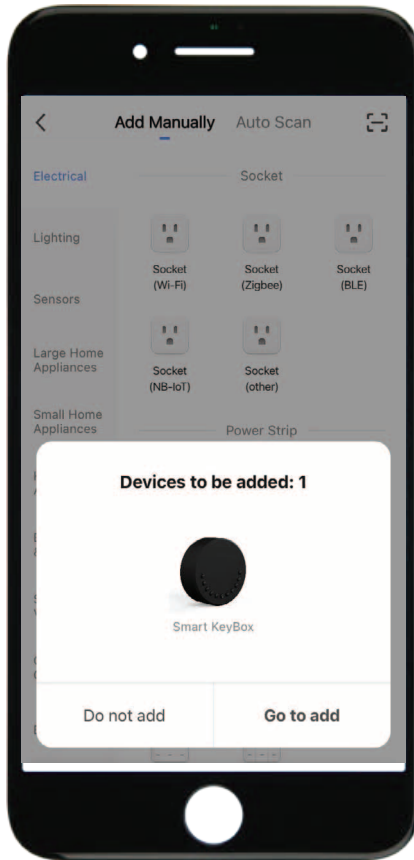 Add Manually Auto Scan
Electrical
Socket
Lighting
Socket
(Wi-Fi)
Socket
(Zigbee)
Socket
(BLE)
Sensors
Large Home
Appliances
Socket
(NB-IoT)
Socket
(other)
Small Home
Appliances
Power Strip
Devices to be added: 1
Smart KeyBox
Do not add
Go to add